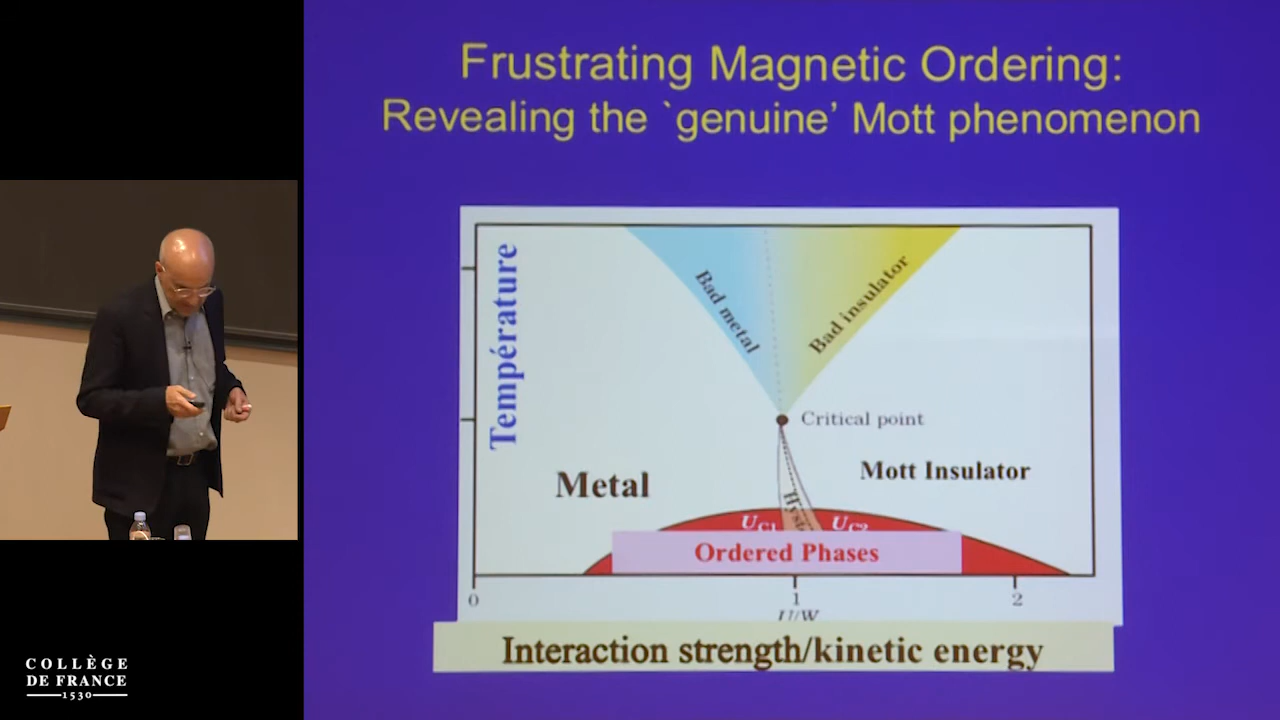 Frustrating Magnetic Ordering:
Revealing the `genuine' Mott phenomenon
Température
Bad metal
Bad insulator
Critical point
Metal
Mott Insulator
U_C1
U_C2
Ordered Phases
0
1
2
U/W
Interaction strength/kinetic energy
COLLÈGE
DE FRANCE
1530